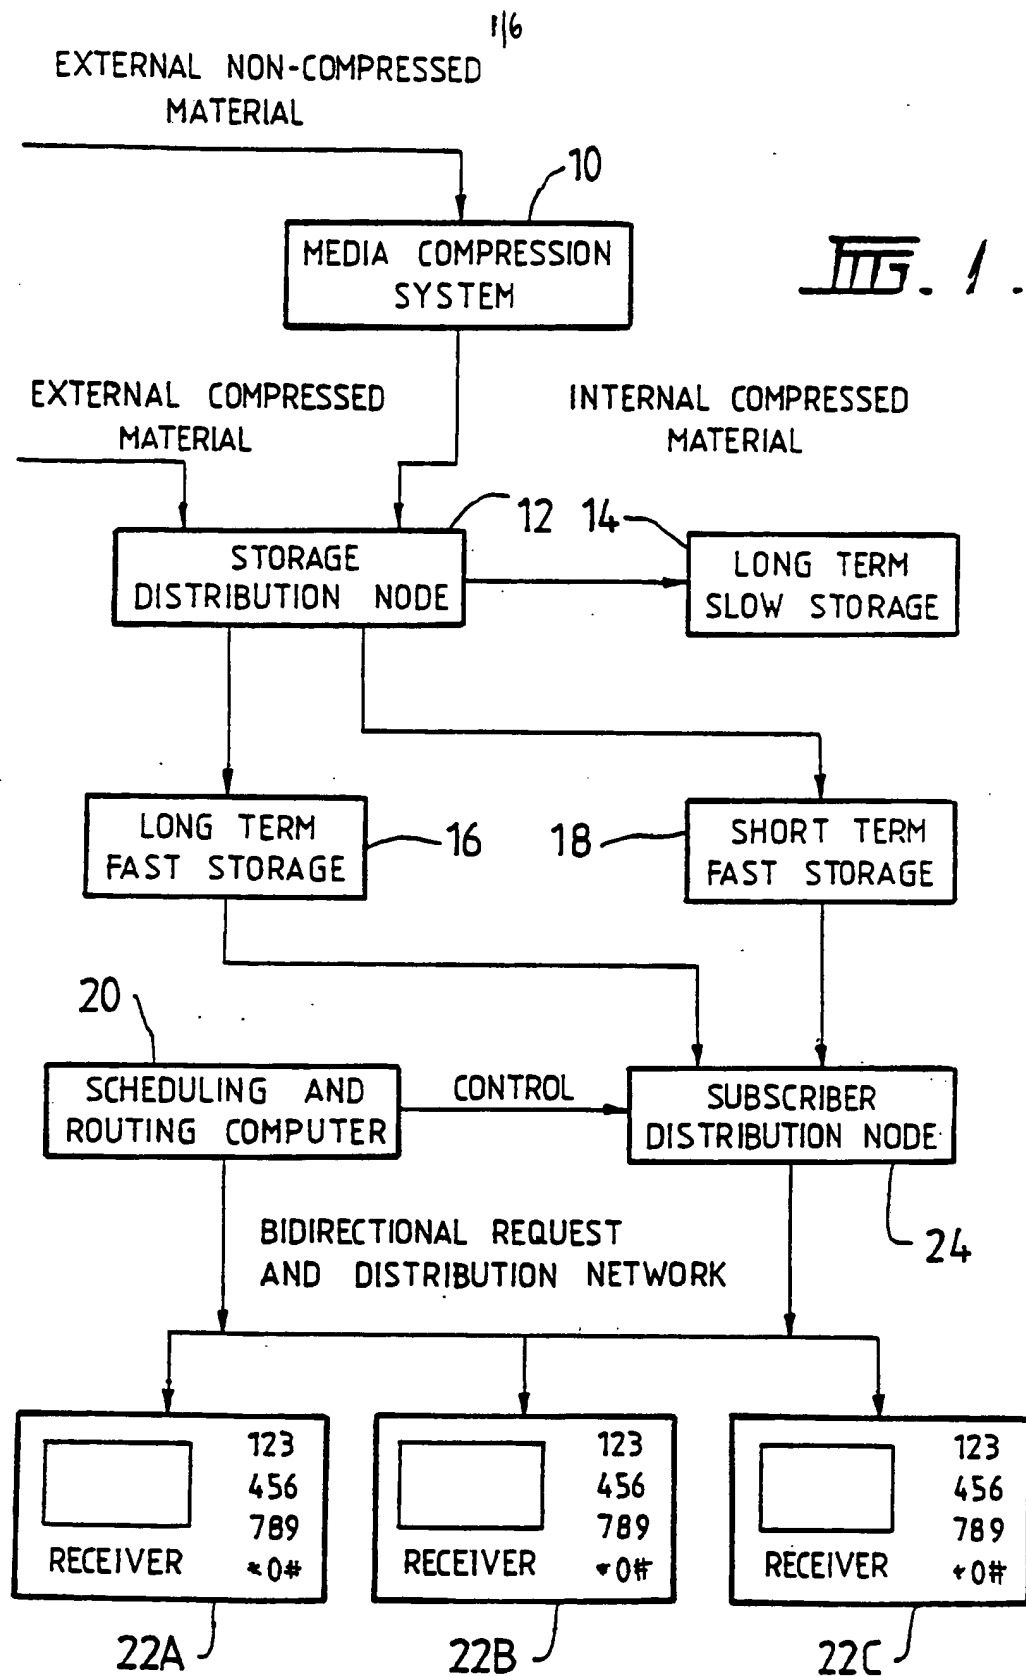 1/6
EXTERNAL NON-COMPRESSED
MATERIAL
10
MEDIA COMPRESSION
SYSTEM
FIG. 1.
EXTERNAL COMPRESSED
MATERIAL
INTERNAL COMPRESSED
MATERIAL
12
14
STORAGE
DISTRIBUTION NODE
LONG TERM
SLOW STORAGE
LONG TERM
FAST STORAGE
16
18
SHORT TERM
FAST STORAGE
20
SCHEDULING AND
ROUTING COMPUTER
CONTROL
SUBSCRIBER
DISTRIBUTION NODE
24
BIDIRECTIONAL REQUEST
AND DISTRIBUTION NETWORK
123
456
789
RECEIVER *0#
123
456
789
RECEIVER *0#
123
456
789
RECEIVER *0#
22A
22B
22C